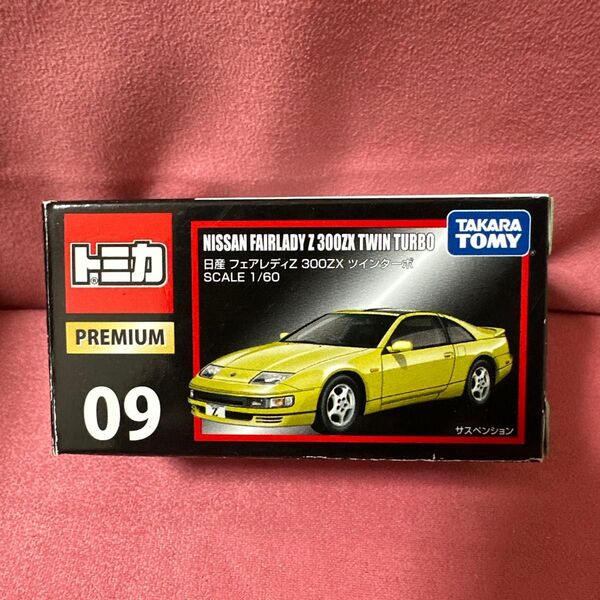 トミカ
PREMIUM
09
NISSAN FAIRLADY Z 300ZX TWIN TURBO
日産 フェアレディZ 300ZX ツインターボ
SCALE 1/60
TAKARA
TOMY
Z
サスペンション